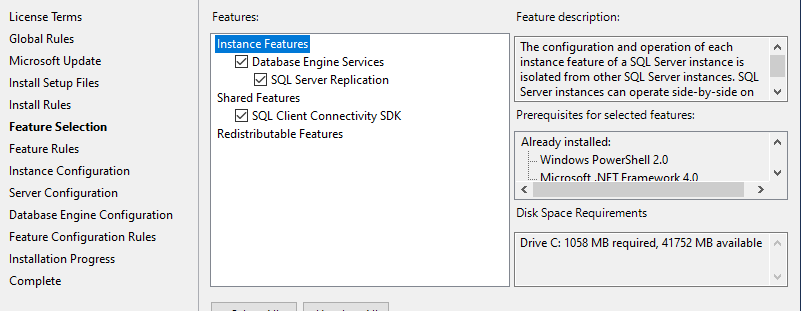 License Terms
Global Rules
Microsoft Update
Install Setup Files
Install Rules
Feature Selection
Feature Rules
Instance Configuration
Server Configuration
Database Engine Configuration
Feature Configuration Rules
Installation Progress
Complete
Features:
Instance Features
Database Engine Services
SQL Server Replication
Shared Features
SQL Client Connectivity SDK
Redistributable Features
Feature description:
The configuration and operation of each
instance feature of a SQL Server instance is
isolated from other SQL Server instances. SQL
Server instances can operate side-by-side on
Prerequisites for selected features:
Already installed:
Windows PowerShell 2.0
Microsoft .NET Framework 4.0
Disk Space Requirements
Drive C: 1058 MB required, 41752 MB available